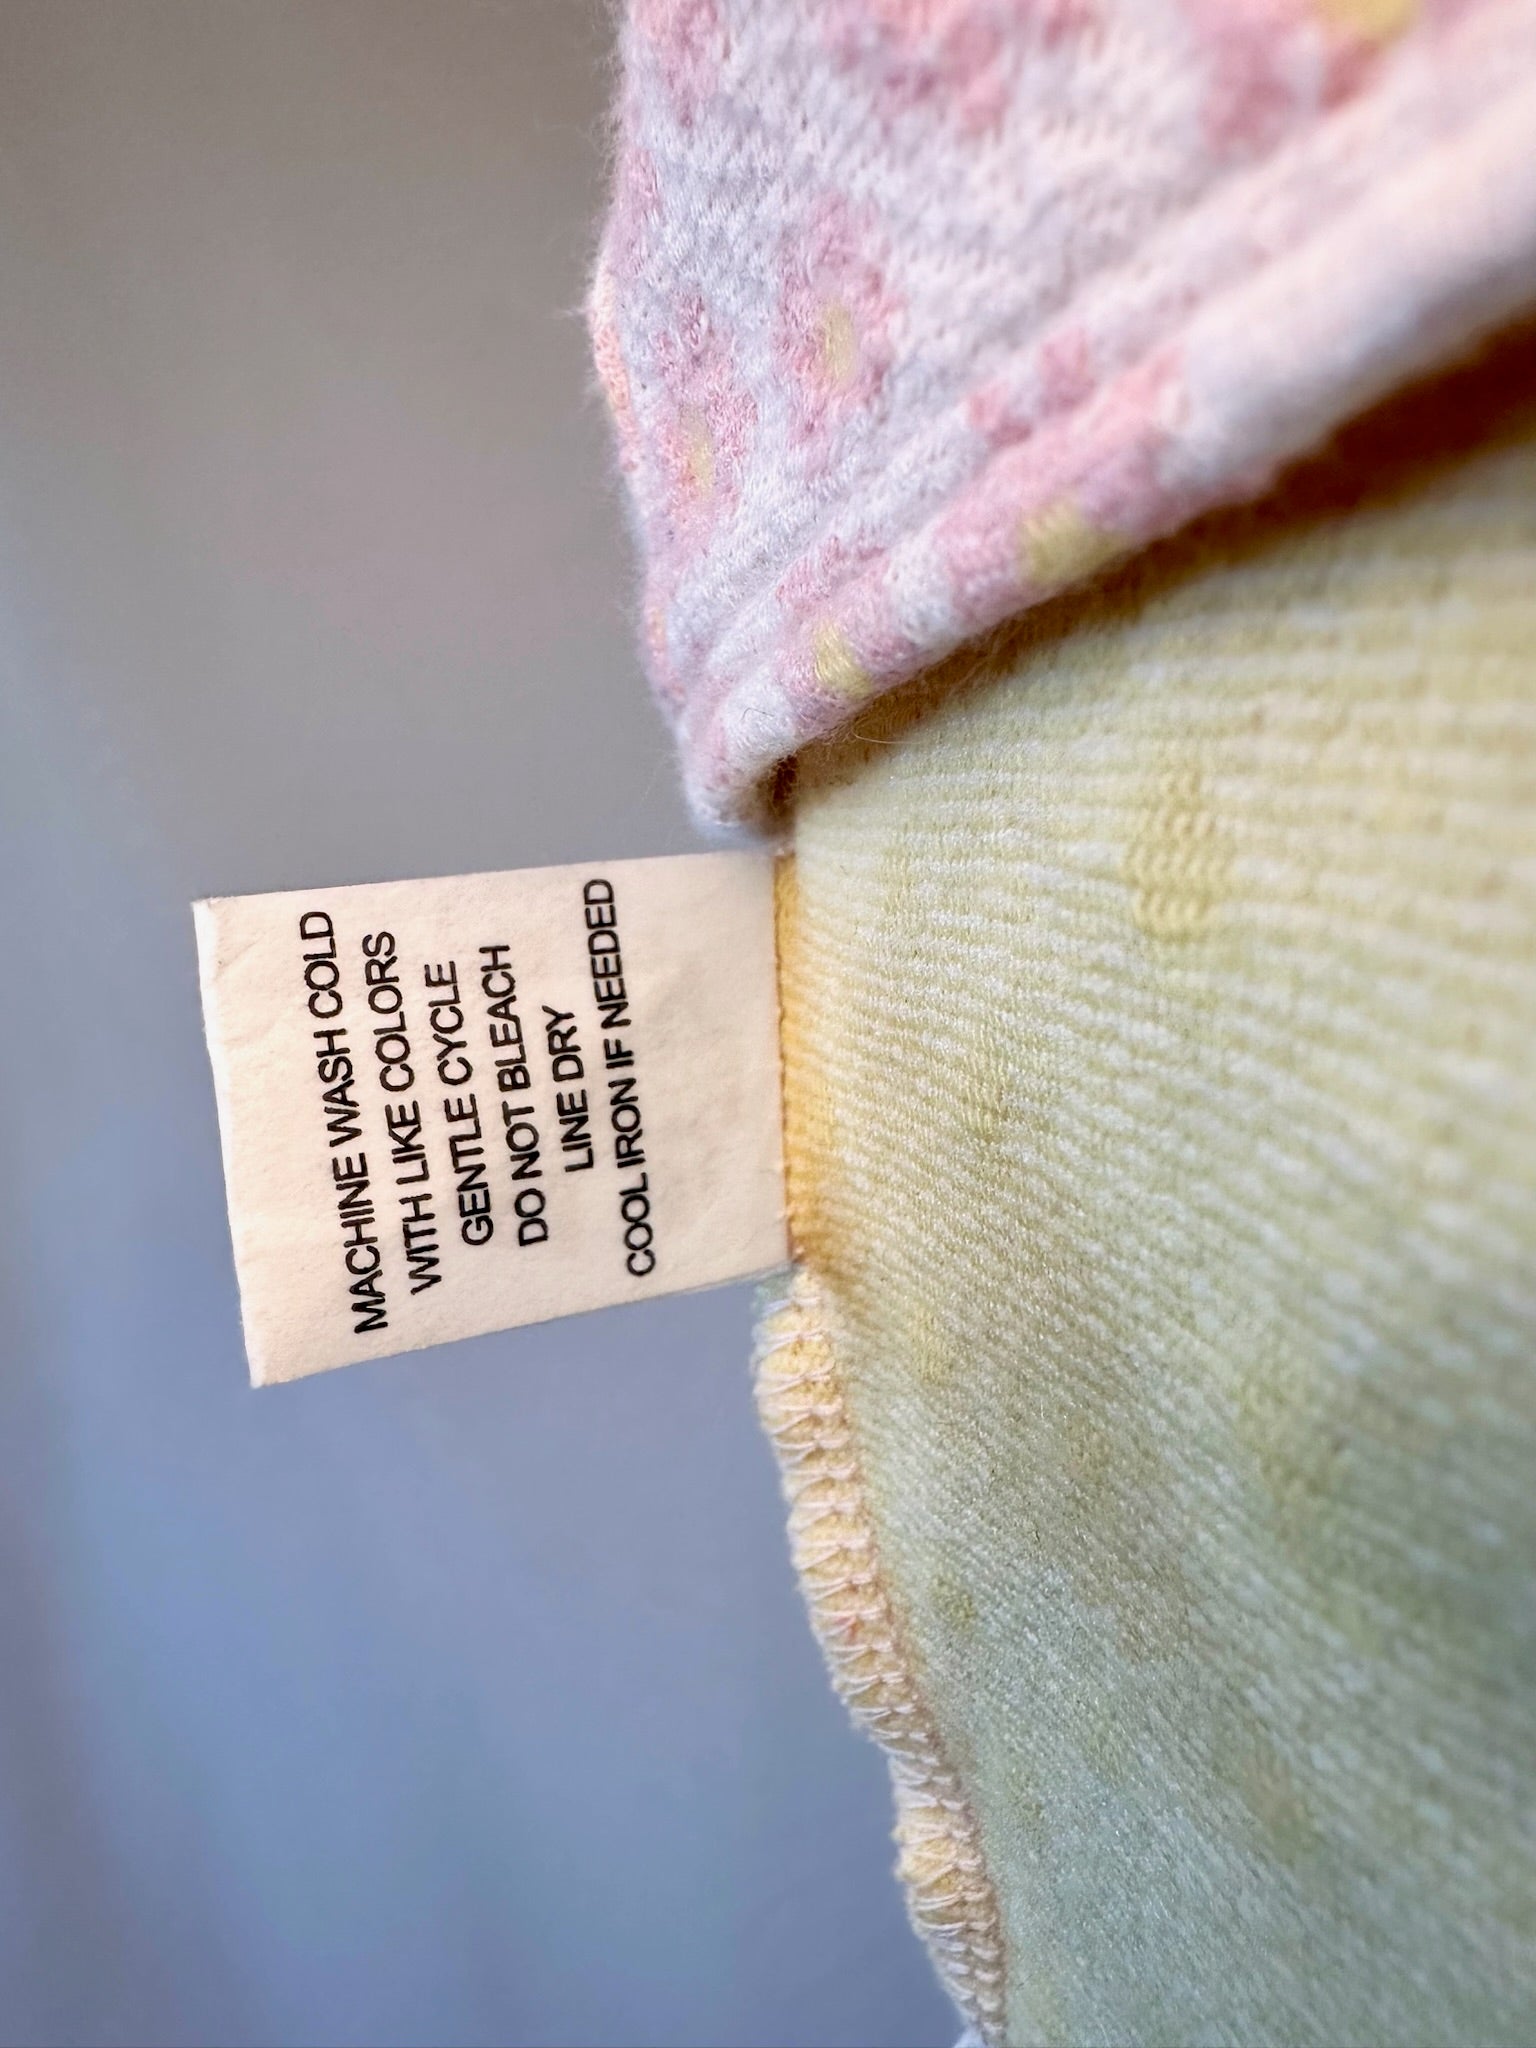 MACHINE WASH COLD
WITH LIKE COLORS
GENTLE CYCLE
DO NOT BLEACH
LINE DRY
COOL IRON IF NEEDED